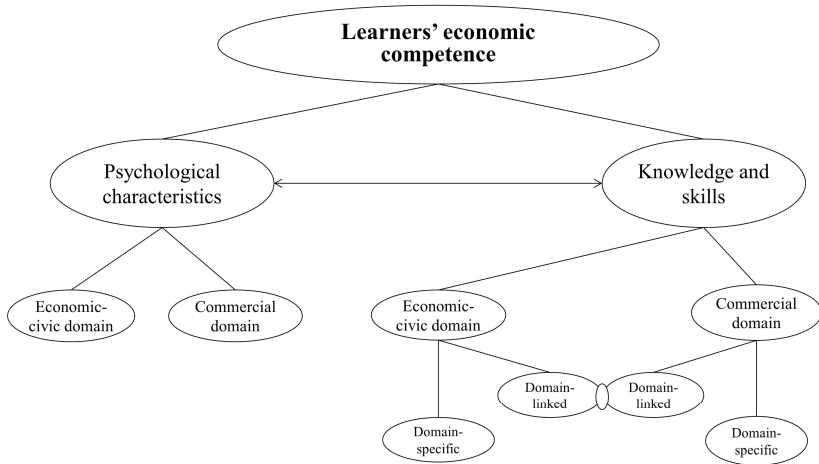 Learners’ economic
competence
Psychological
characteristics
Knowledge and
skills
Economic-
civic domain
Commercial
domain
Economic-
civic domain
Commercial
domain
Domain-
linked
Domain-
linked
Domain-
specific
Domain-
specific